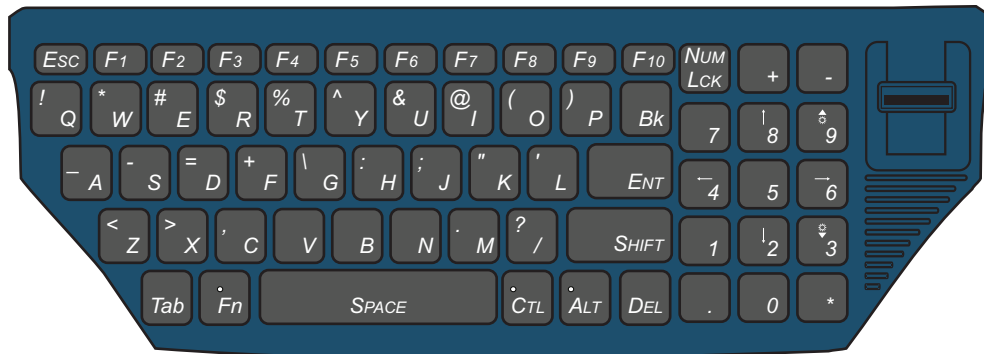 Esc F1 F2 F3 F4 F5 F6 F7 F8 F9 F10 Num Lck + -
! Q * W # E $ R % T ^ Y & U @ I ( O ) P Bk 7 ↑ 8 9
_ A - S = D + F \ G : H ; J " K ' L Ent ← 4 5 → 6
< Z > X , C V B N . M ? / Shift 1 ↓ 2 3
Tab Fn Space Ctl Alt Del . 0 *